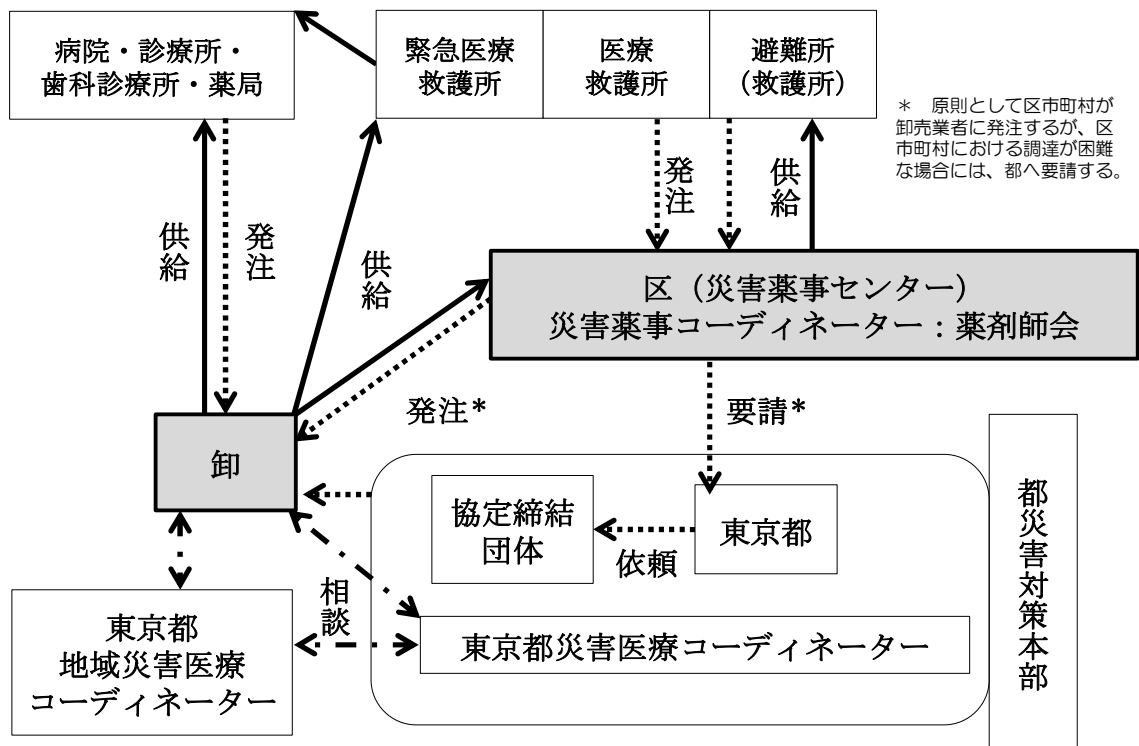 病院・診療所・
歯科診療所・薬局
緊急医療
救護所
医療
救護所
避難所
（救護所）
＊　原則として区市町村が
卸売業者に発注するが、区
市町村における調達が困難
な場合には、都へ要請する。
供給
発注
供給
発注
供給
区（災害薬事センター）
災害薬事コーディネーター：薬剤師会
発注*
要請*
卸
協定締結
団体
依頼
東京都
都災害対策本部
相談
東京都
地域災害医療
コーディネーター
東京都災害医療コーディネーター